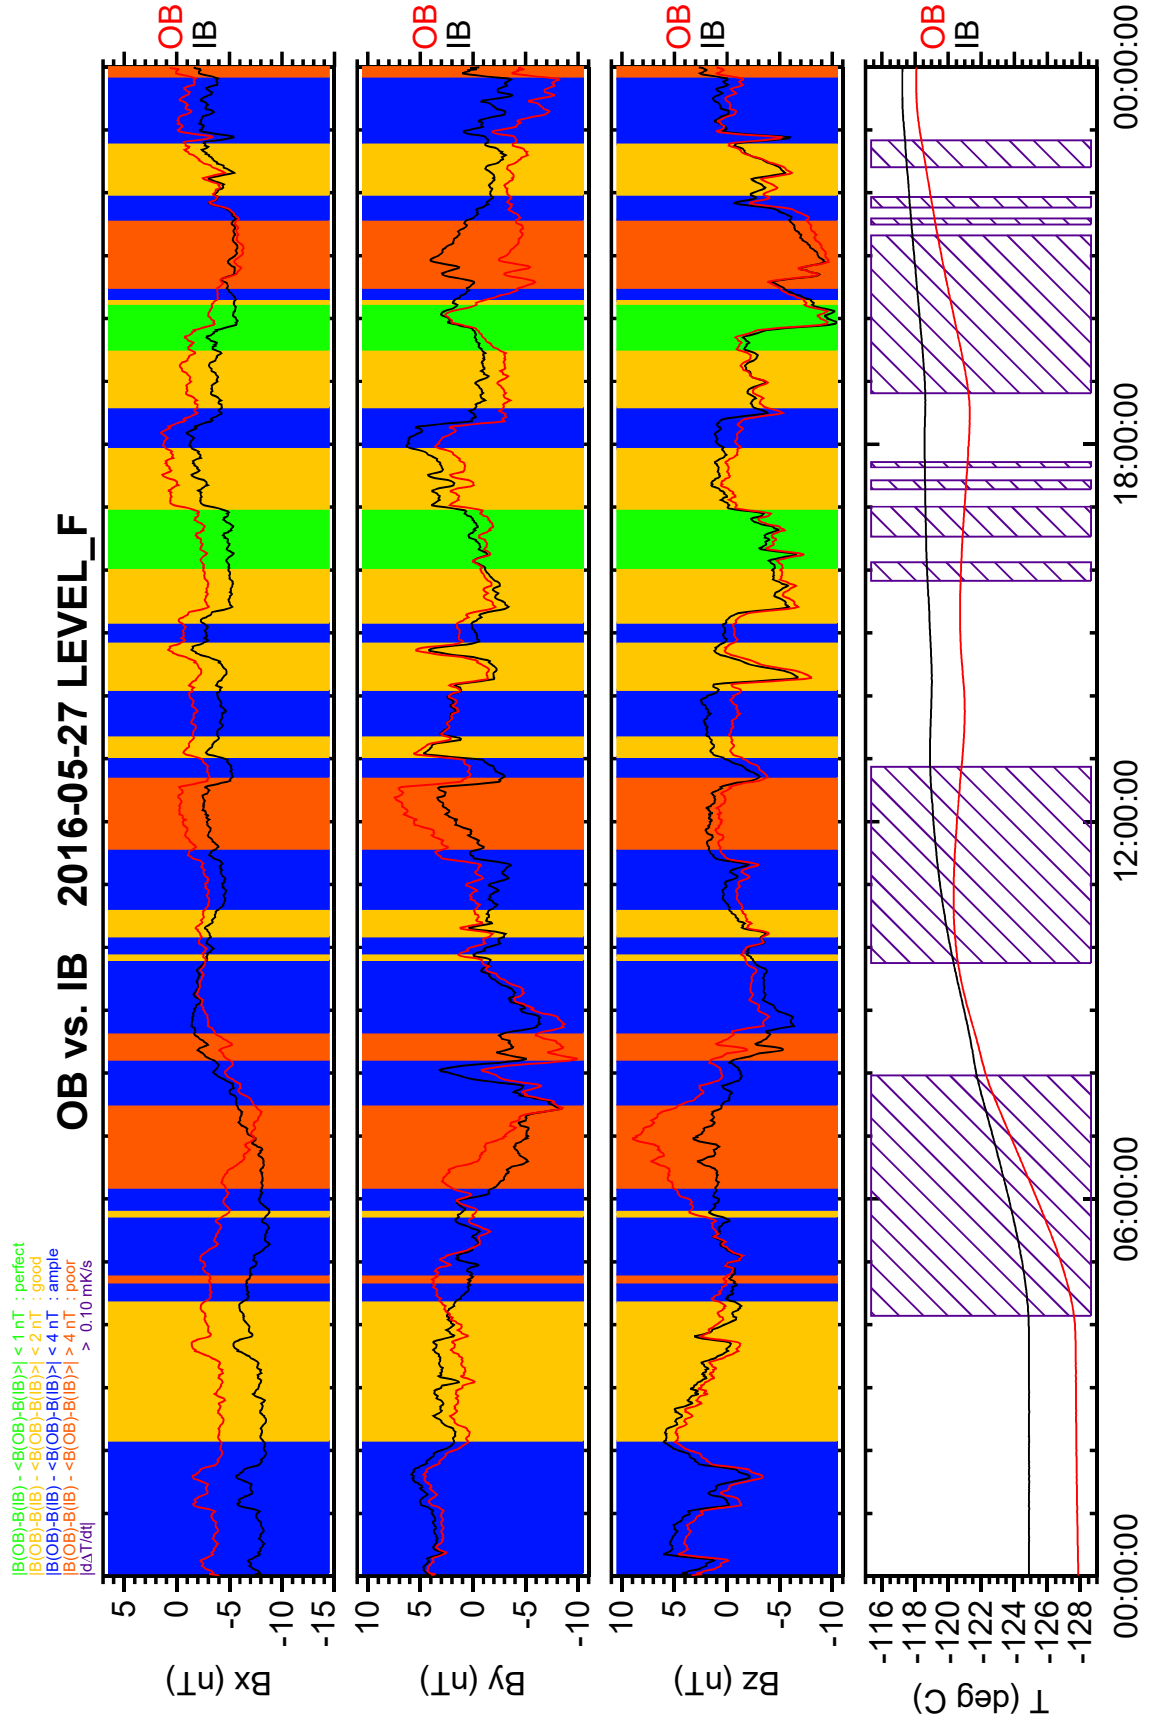 OB vs. IB 2016-05-27 LEVEL_F
|B(OB)-B(IB) - <B(OB)-B(IB)>| < 1 nT : perfect
|B(OB)-B(IB) - <B(OB)-B(IB)>| < 2 nT : good
|B(OB)-B(IB) - <B(OB)-B(IB)>| < 4 nT : ample
|B(OB)-B(IB) - <B(OB)-B(IB)>| > 4 nT : poor
|dΔT/dt| > 0.10 mK/s
Bx (nT)
5
0
-5
-10
-15
OB
IB
By (nT)
10
5
0
-5
-10
OB
IB
Bz (nT)
10
5
0
-5
-10
OB
IB
T (deg C)
-116
-118
-120
-122
-124
-126
-128
OB
IB
00:00:00 06:00:00 12:00:00 18:00:00 00:00:00